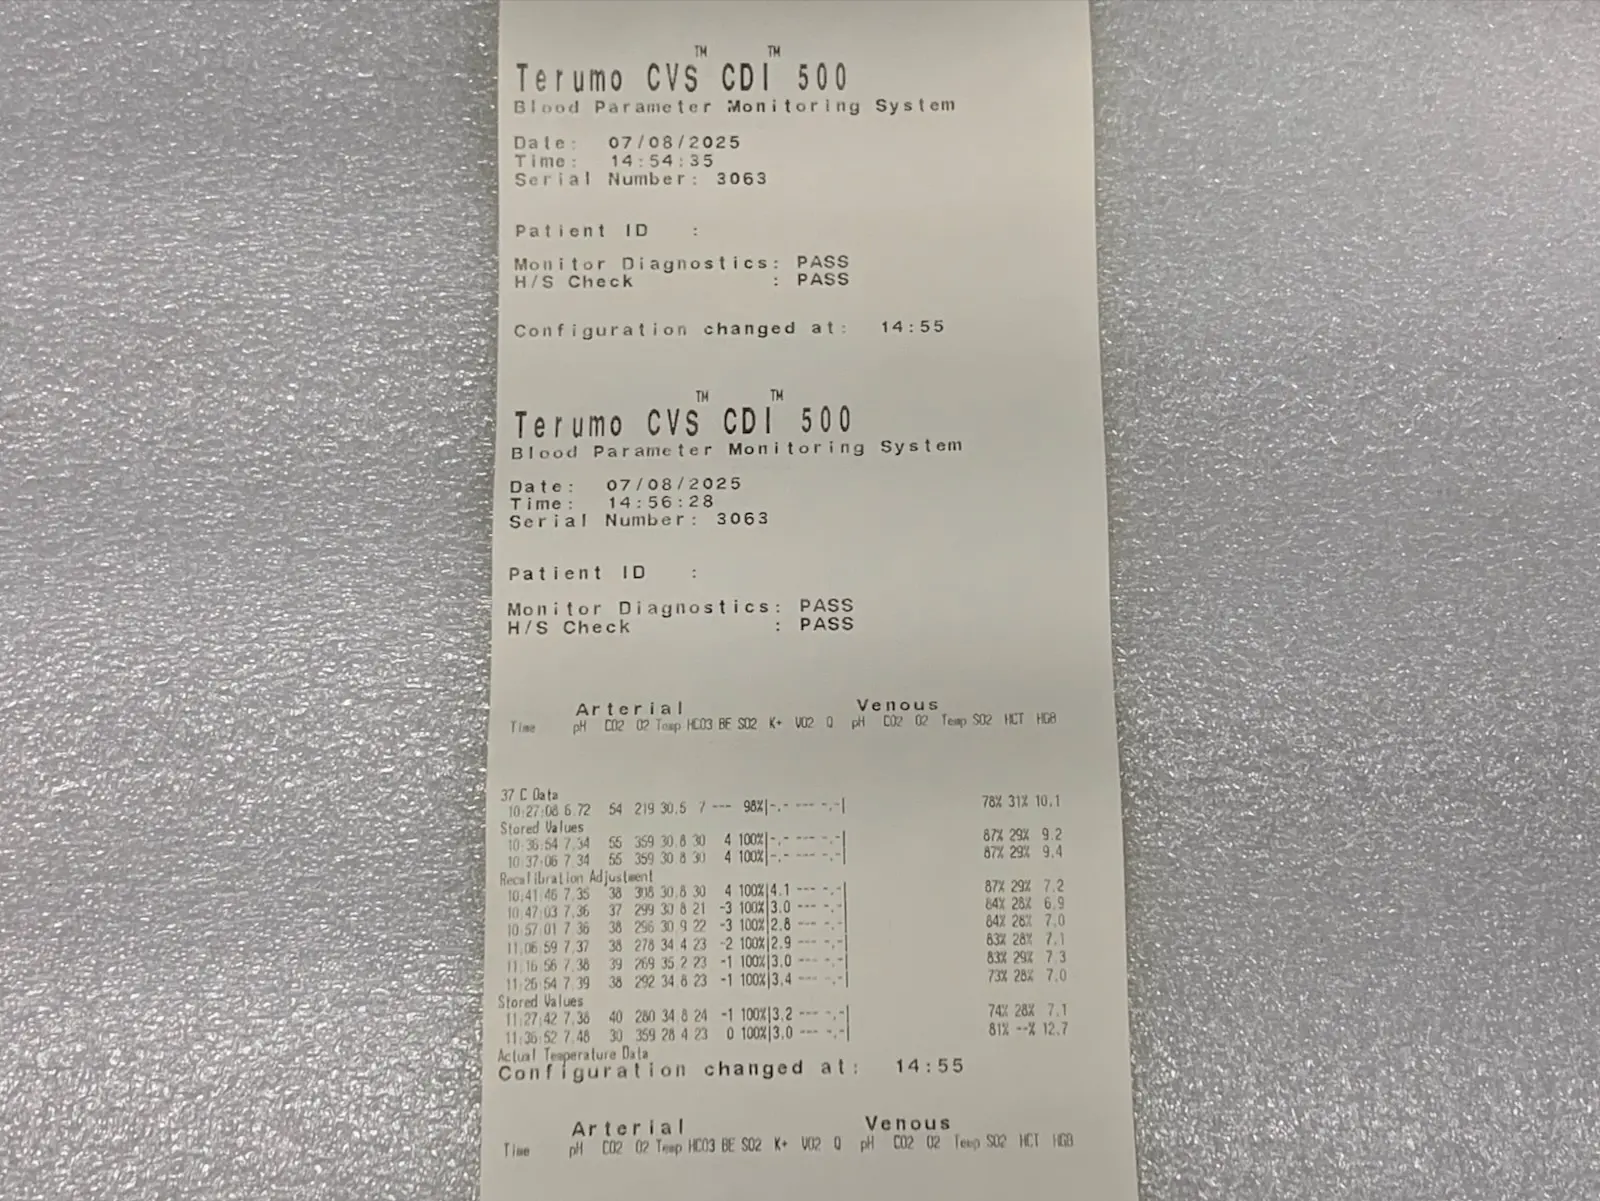 Terumo CVS™ CDI™ 500
Blood Parameter Monitoring System
Date: 07/08/2025
Time: 14:54:35
Serial Number: 3063
Patient ID :
Monitor Diagnostics: PASS
H/S Check : PASS
Configuration changed at: 14:55
Terumo CVS™ CDI™ 500
Blood Parameter Monitoring System
Date: 07/08/2025
Time: 14:56:28
Serial Number: 3063
Patient ID :
Monitor Diagnostics: PASS
H/S Check : PASS
Arterial Venous
Time pH CO2 O2 Temp HCO3 BE SO2 K+ VO2 Q pH CO2 O2 Temp SO2 HCT HGB
37 C Data
10:27:08 6.72 54 219 30.5 7 --- 98%|-.- --- -.-| 78% 31% 10.1
Stored Values
10:36:54 7.34 55 359 30.8 30 4 100%|-.- --- -.-| 87% 29% 9.2
10:37:06 7.34 55 359 30.8 30 4 100%|-.- --- -.-| 87% 29% 9.4
Recalibration Adjustment
10:41:46 7.35 38 308 30.8 30 4 100%|4.1 --- -.-| 87% 29% 7.2
10:47:03 7.36 37 299 30.8 21 -3 100%|3.0 --- -.-| 84% 28% 6.9
10:57:01 7.36 38 296 30.9 22 -3 100%|2.8 --- -.-| 84% 28% 7.0
11:06:59 7.37 38 278 34.4 23 -2 100%|2.9 --- -.-| 83% 28% 7.1
11:16:56 7.38 39 269 35.2 23 -1 100%|3.0 --- -.-| 83% 29% 7.3
11:26:54 7.39 38 292 34.8 23 -1 100%|3.4 --- -.-| 73% 28% 7.0
Stored Values
11:27:42 7.38 40 280 34.8 24 -1 100%|3.2 --- -.-| 74% 28% 7.1
11:36:52 7.48 30 359 28.4 23 0 100%|3.0 --- -.-| 81% --% 12.7
Actual Temperature Data
Configuration changed at: 14:55
Arterial Venous
Time pH CO2 O2 Temp HCO3 BE SO2 K+ VO2 Q pH CO2 O2 Temp SO2 HCT HGB